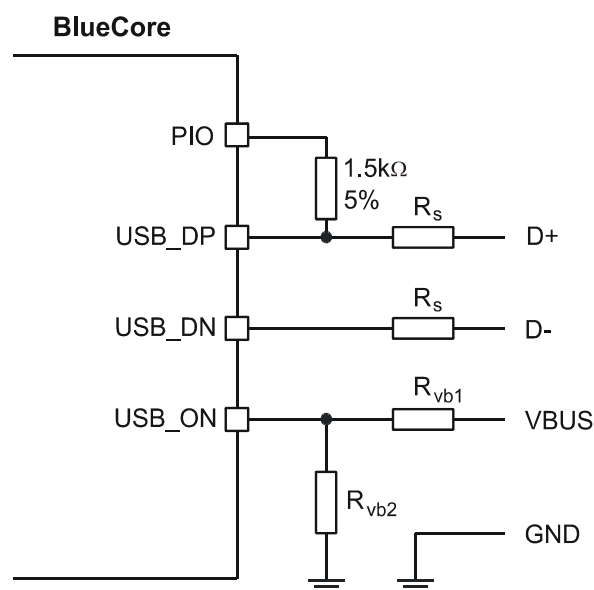 BlueCore
PIO
1.5kΩ
5%
USB_DP
Rs
D+
USB_DN
Rs
D-
USB_ON
Rvb1
VBUS
Rvb2
GND